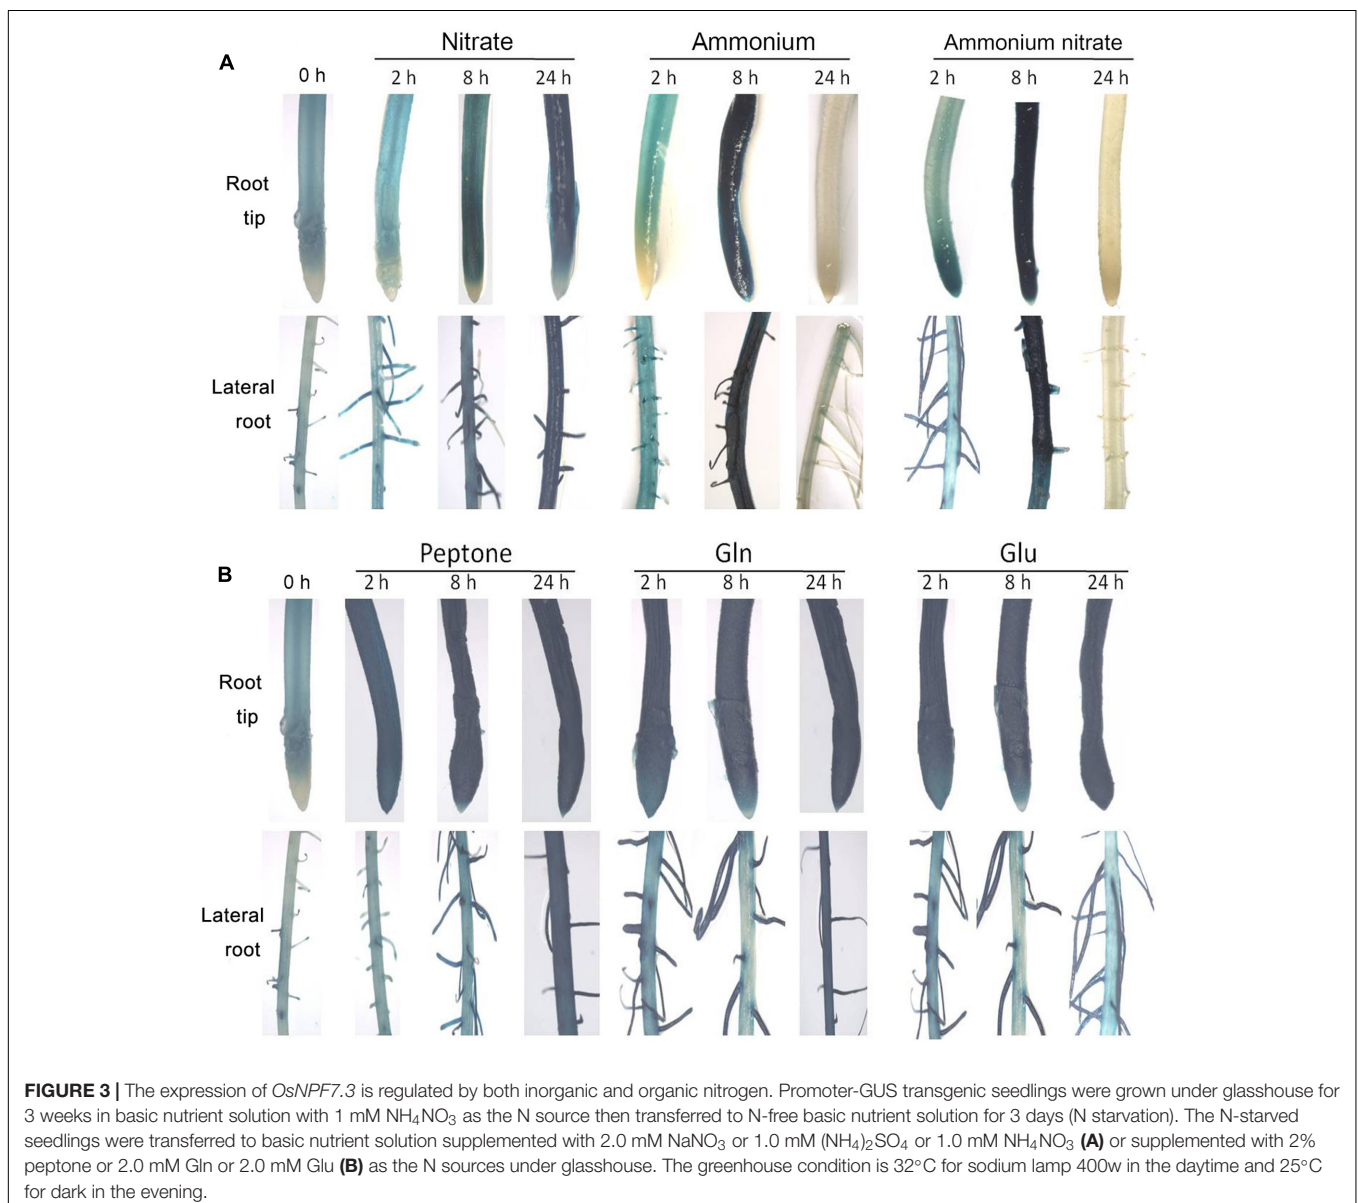 Nitrate Ammonium Ammonium nitrate
A
0 h 2 h 8 h 24 h 2 h 8 h 24 h 2 h 8 h 24 h
Root
tip
Lateral
root
Peptone Gln Glu
B
0 h 2 h 8 h 24 h 2 h 8 h 24 h 2 h 8 h 24 h
Root
tip
Lateral
root
FIGURE 3 | The expression of OsNPF7.3 is regulated by both inorganic and organic nitrogen. Promoter-GUS transgenic seedlings were grown under glasshouse for
3 weeks in basic nutrient solution with 1 mM NH₄NO₃ as the N source then transferred to N-free basic nutrient solution for 3 days (N starvation). The N-starved
seedlings were transferred to basic nutrient solution supplemented with 2.0 mM NaNO₃ or 1.0 mM (NH₄)₂SO₄ or 1.0 mM NH₄NO₃ (A) or supplemented with 2%
peptone or 2.0 mM Gln or 2.0 mM Glu (B) as the N sources under glasshouse. The greenhouse condition is 32°C for sodium lamp 400w in the daytime and 25°C
for dark in the evening.